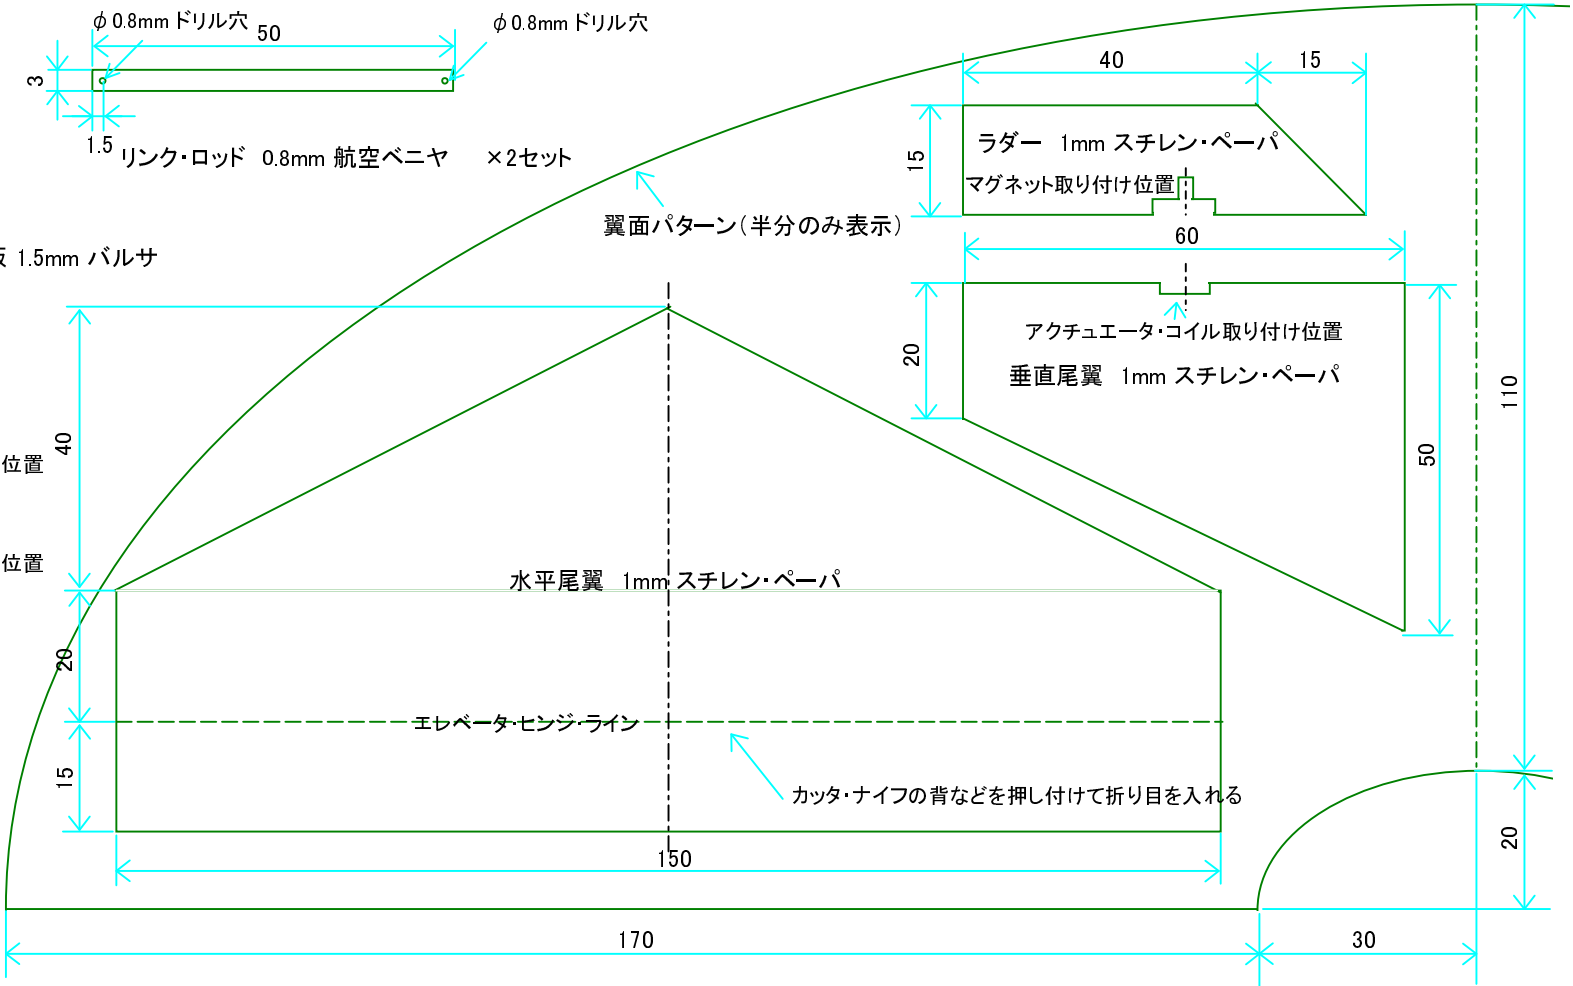 φ0.8mm ドリル穴
50
φ0.8mm ドリル穴
3
1.5
リンク・ロッド 0.8mm 航空ベニヤ ×2セット
40
15
15
ラダー 1mm スチレン・ペーパ
マグネット取り付け位置
翼面パターン(半分のみ表示)
1.5mm バルサ
60
20
アクチュエータ・コイル取り付け位置
垂直尾翼 1mm スチレン・ペーパ
50
110
40
位置
位置
水平尾翼 1mm スチレン・ペーパ
20
エレベータ・ヒンジ・ライン
15
カッタ・ナイフの背などを押し付けて折り目を入れる
150
20
170
30